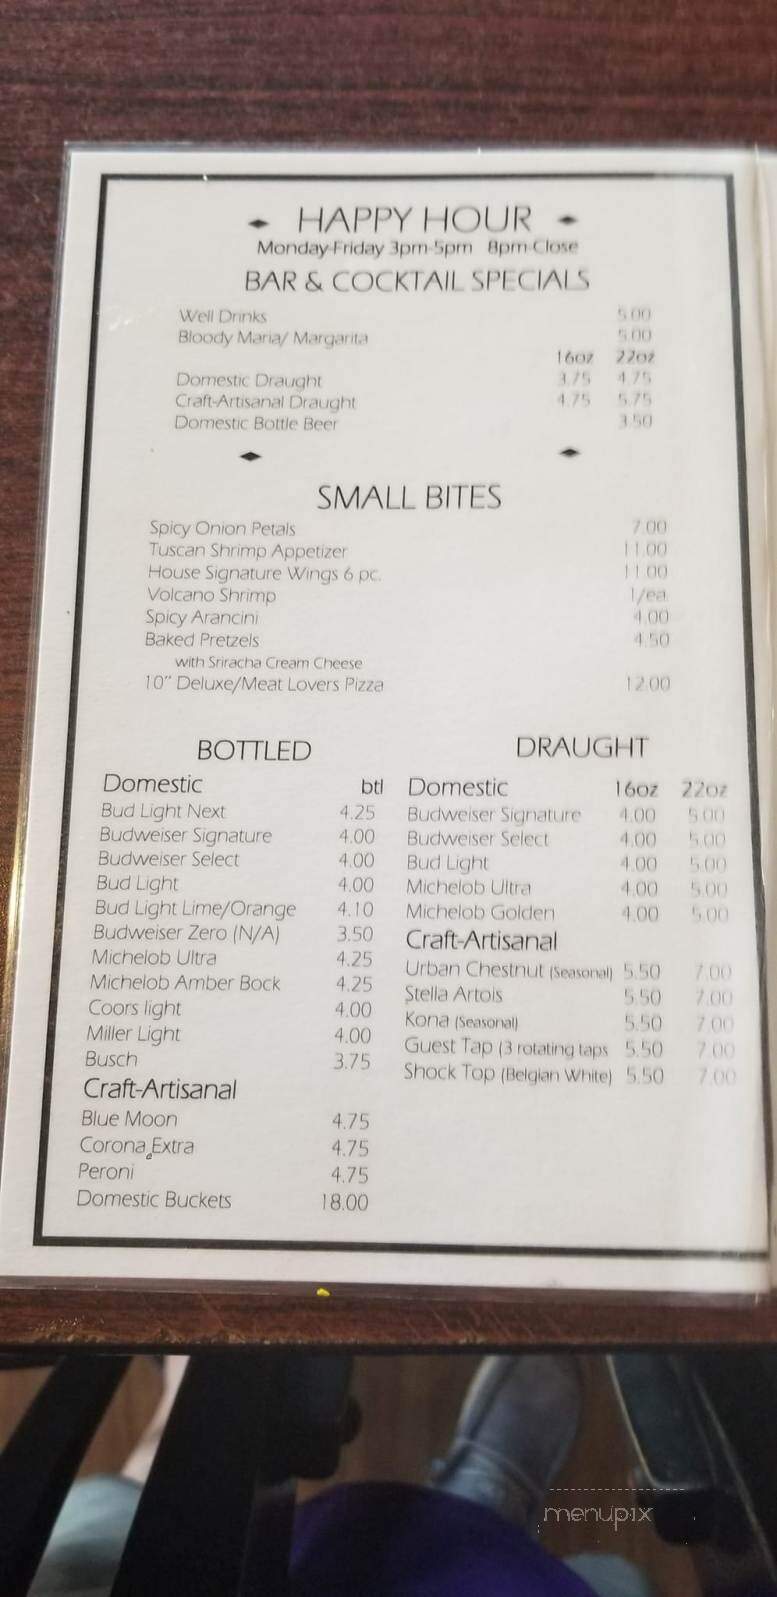 HAPPY HOUR
Monday-Friday 3pm-5pm 8pm-Close
BAR & COCKTAIL SPECIALS
Well Drinks 5.00
Bloody Maria/ Margarita 5.00
16oz 22oz
Domestic Draught 3.75 4.75
Craft-Artisanal Draught 4.75 5.75
Domestic Bottle Beer 3.50
SMALL BITES
Spicy Onion Petals 7.00
Tuscan Shrimp Appetizer 11.00
House Signature Wings 6 pc. 11.00
Volcano Shrimp 1/ea
Spicy Arancini 4.00
Baked Pretzels 4.50
with Sriracha Cream Cheese
10" Deluxe/Meat Lovers Pizza 12.00
BOTTLED
Domestic btl
Bud Light Next 4.25
Budweiser Signature 4.00
Budweiser Select 4.00
Bud Light 4.00
Bud Light Lime/Orange 4.10
Budweiser Zero (N/A) 3.50
Michelob Ultra 4.25
Michelob Amber Bock 4.25
Coors light 4.00
Miller Light 4.00
Busch 3.75
Craft-Artisanal
Blue Moon 4.75
Corona Extra 4.75
Peroni 4.75
Domestic Buckets 18.00
DRAUGHT
Domestic 16oz 22oz
Budweiser Signature 4.00 5.00
Budweiser Select 4.00 5.00
Bud Light 4.00 5.00
Michelob Ultra 4.00 5.00
Michelob Golden 4.00 5.00
Craft-Artisanal
Urban Chestnut (Seasonal) 5.50 7.00
Stella Artois 5.50 7.00
Kona (Seasonal) 5.50 7.00
Guest Tap (3 rotating taps 5.50 7.00
Shock Top (Belgian White) 5.50 7.00
menupix